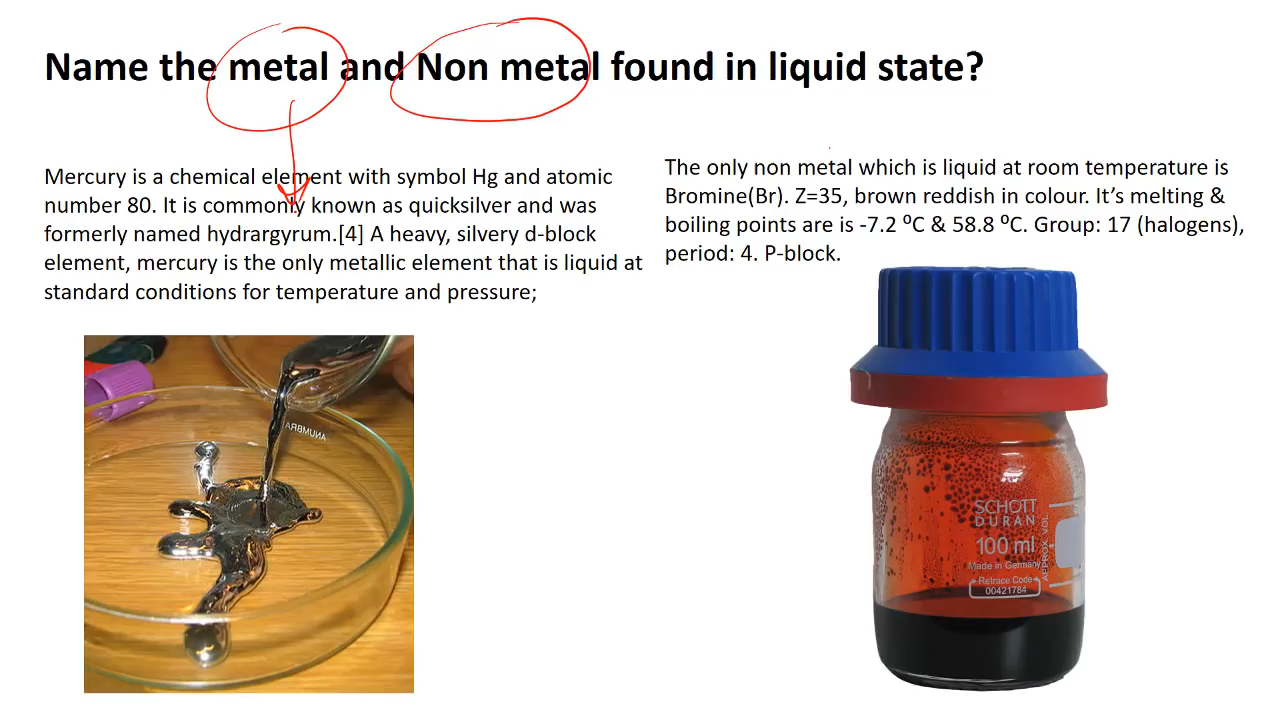 Name the metal and Non metal found in liquid state?
Mercury is a chemical element with symbol Hg and atomic
number 80. It is commonly known as quicksilver and was
formerly named hydrargyrum.[4] A heavy, silvery d-block
element, mercury is the only metallic element that is liquid at
standard conditions for temperature and pressure;
The only non metal which is liquid at room temperature is
Bromine(Br). Z=35, brown reddish in colour. It's melting &
boiling points are is -7.2 ⁰C & 58.8 ⁰C. Group: 17 (halogens),
period: 4. P-block.
ANUMBRA
SCHOTT
DURAN
100 ml
Made in Germany
Retrace Code
00421784
APPROX VOL